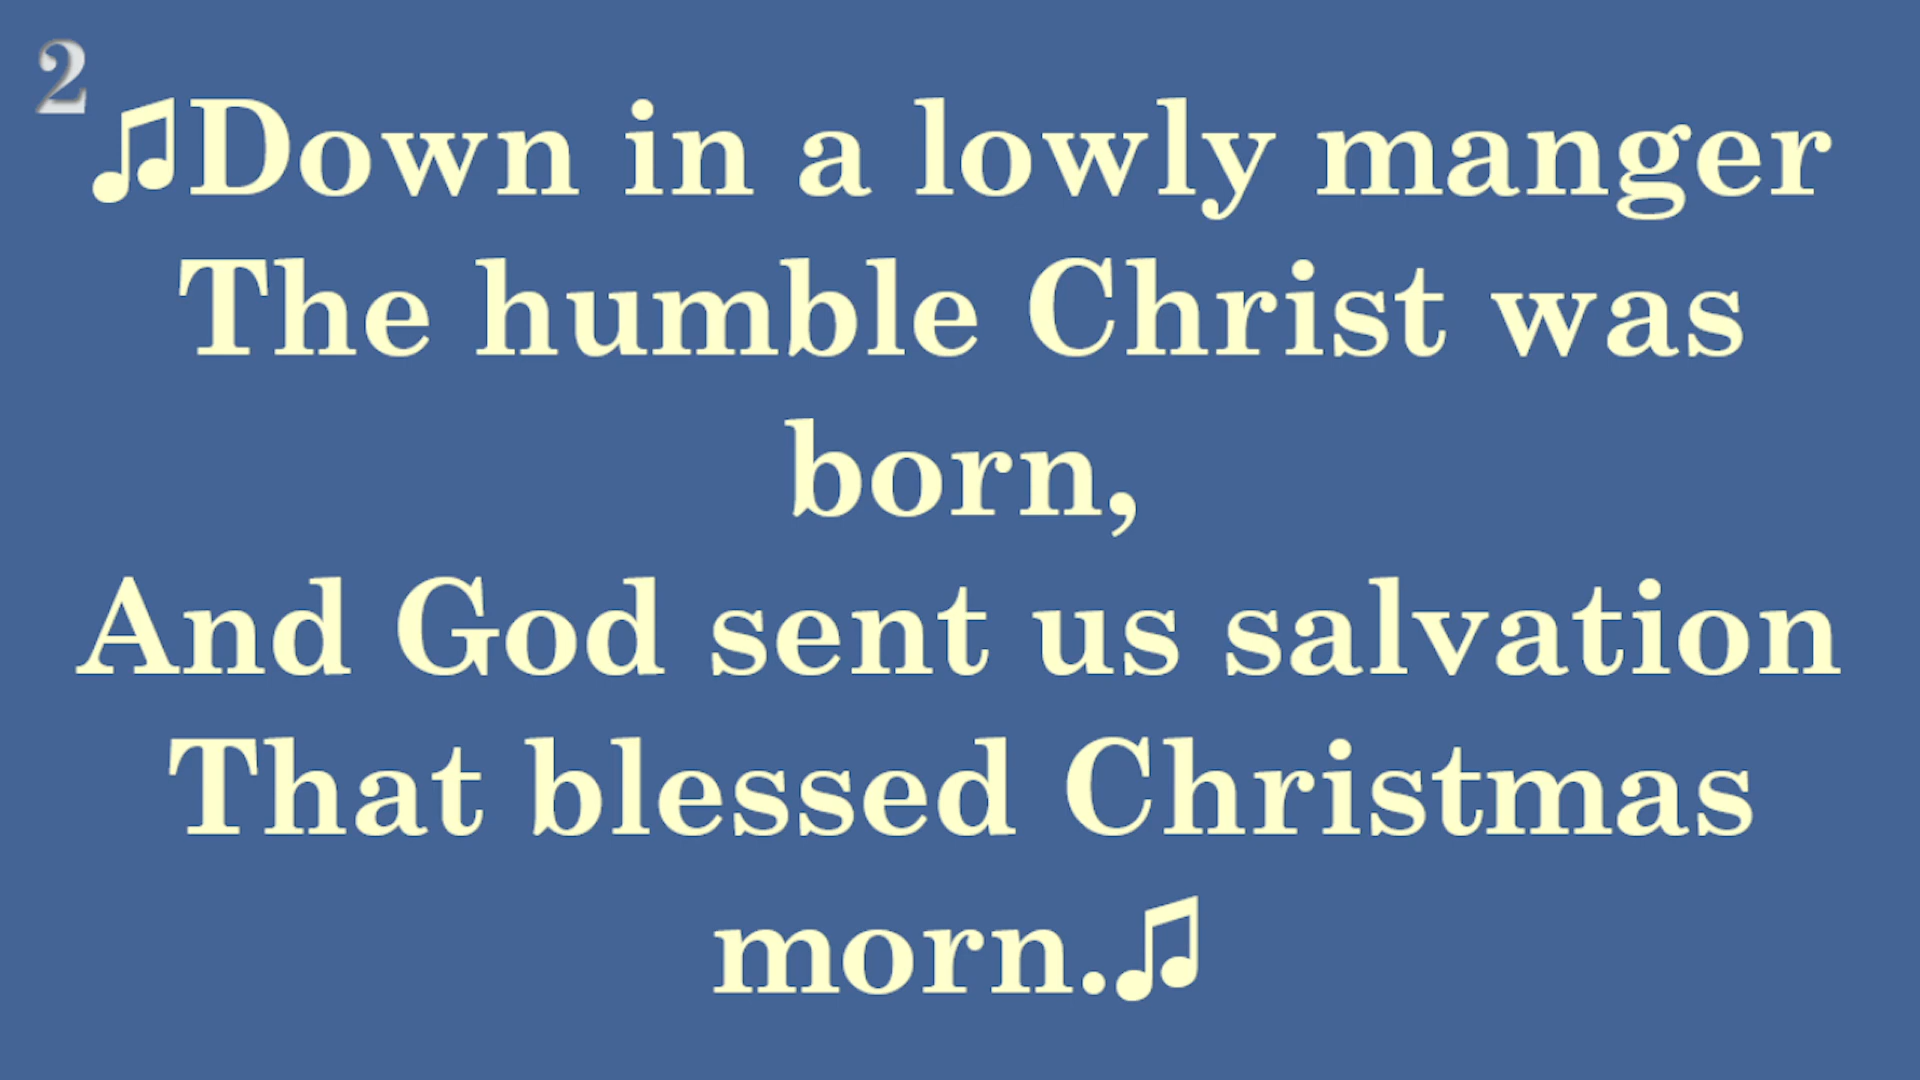 2
♫Down in a lowly manger
The humble Christ was
born,
And God sent us salvation
That blessed Christmas
morn.♫